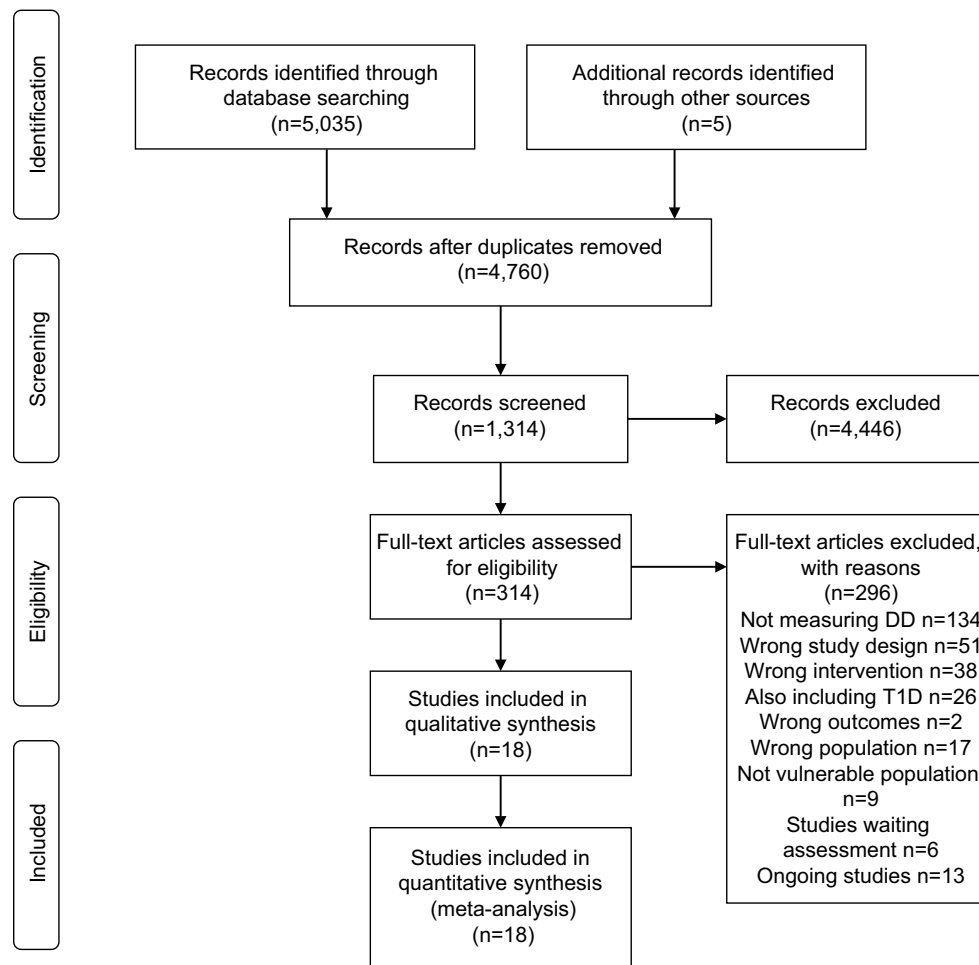 Identification
Records identified through
database searching
(n=5,035)
Additional records identified
through other sources
(n=5)
Records after duplicates removed
(n=4,760)
Screening
Records screened
(n=1,314)
Records excluded
(n=4,446)
Eligibility
Full-text articles assessed
for eligibility
(n=314)
Full-text articles excluded,
with reasons
(n=296)
Not measuring DD n=134
Wrong study design n=51
Wrong intervention n=38
Also including T1D n=26
Wrong outcomes n=2
Wrong population n=17
Not vulnerable population
n=9
Studies waiting
assessment n=6
Ongoing studies n=13
Studies included in
qualitative synthesis
(n=18)
Included
Studies included in
quantitative synthesis
(meta-analysis)
(n=18)